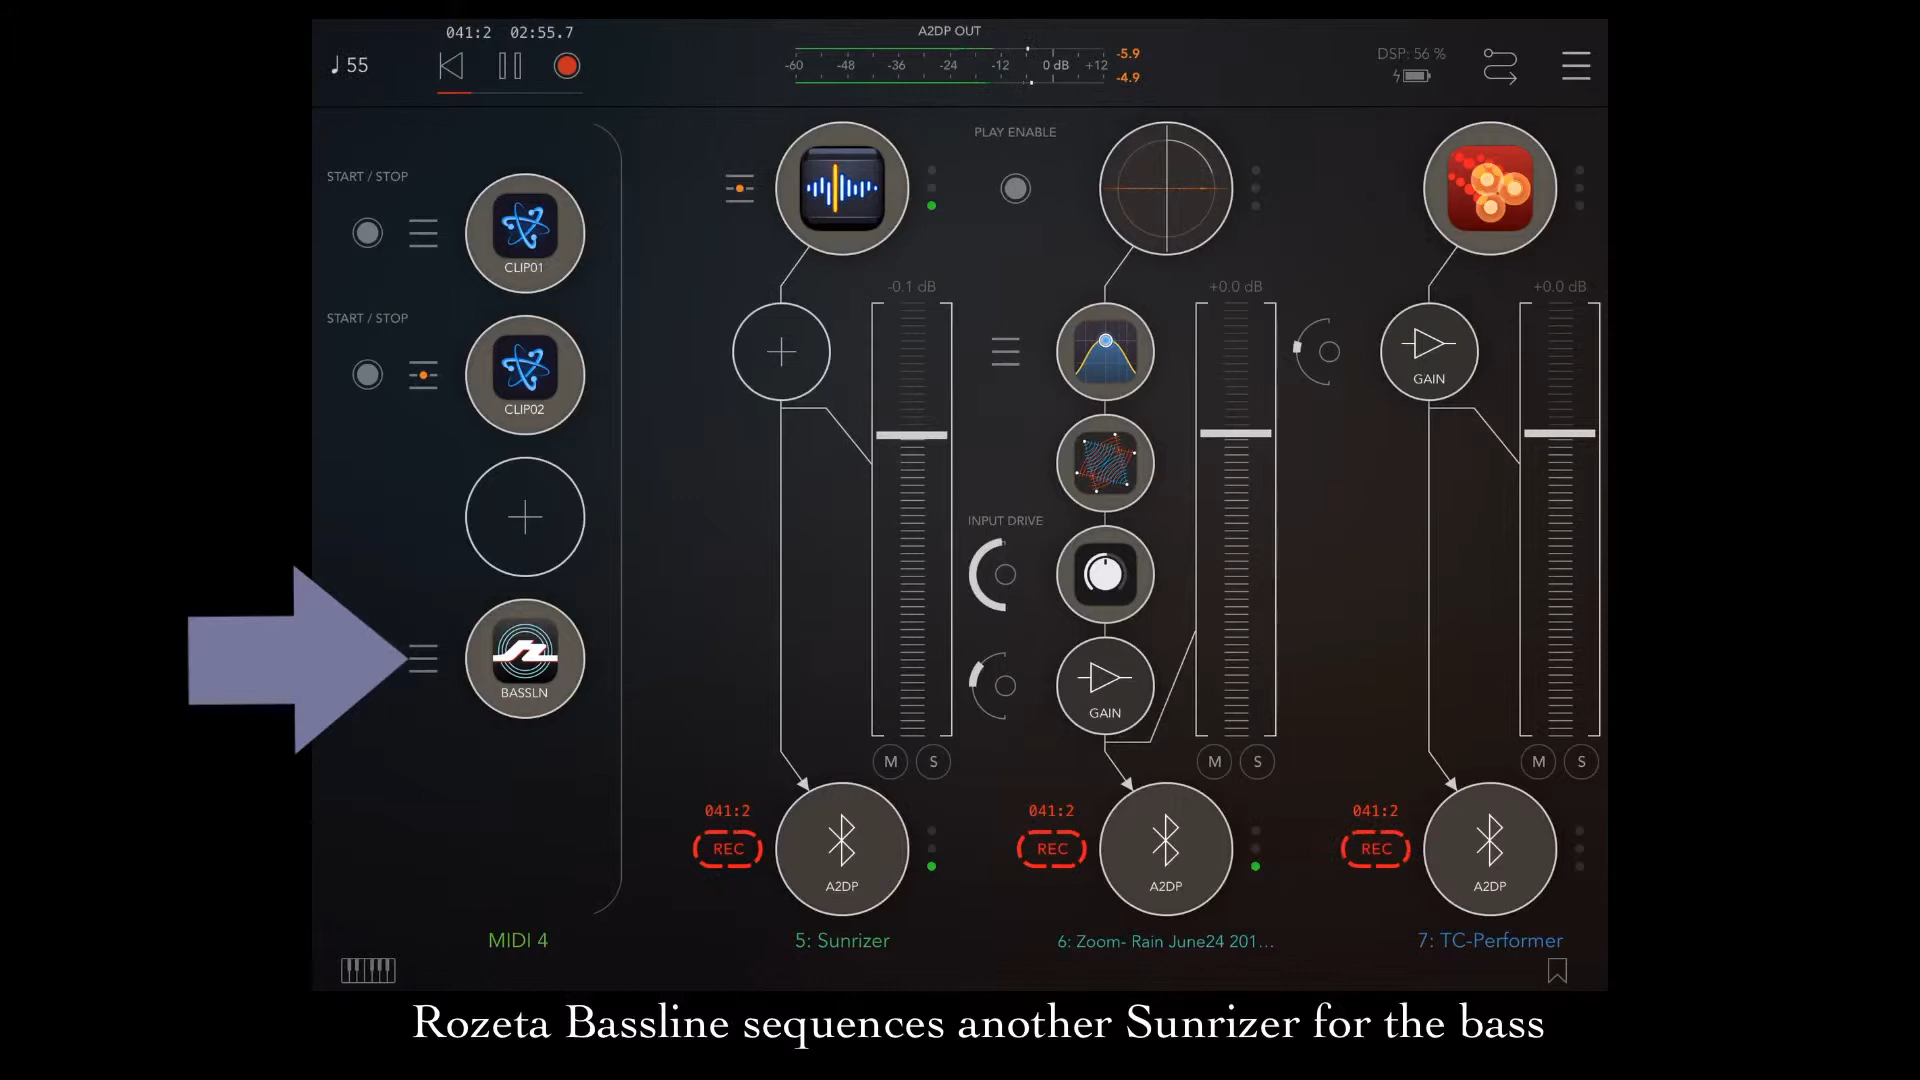 041:2 02:55.7
♩55
A2DP OUT
-60 -48 -36 -24 -12 0 dB +12
-5.9
-4.9
DSP: 56 %
START / STOP
CLIP01
START / STOP
CLIP02
BASSLN
MIDI 4
PLAY ENABLE
-0.1 dB
+0.0 dB
+0.0 dB
GAIN
INPUT DRIVE
GAIN
M S
M S
M S
041:2
REC
A2DP
041:2
REC
A2DP
041:2
REC
A2DP
5: Sunrizer
6: Zoom- Rain June24 201...
7: TC-Performer
Rozeta Bassline sequences another Sunrizer for the bass